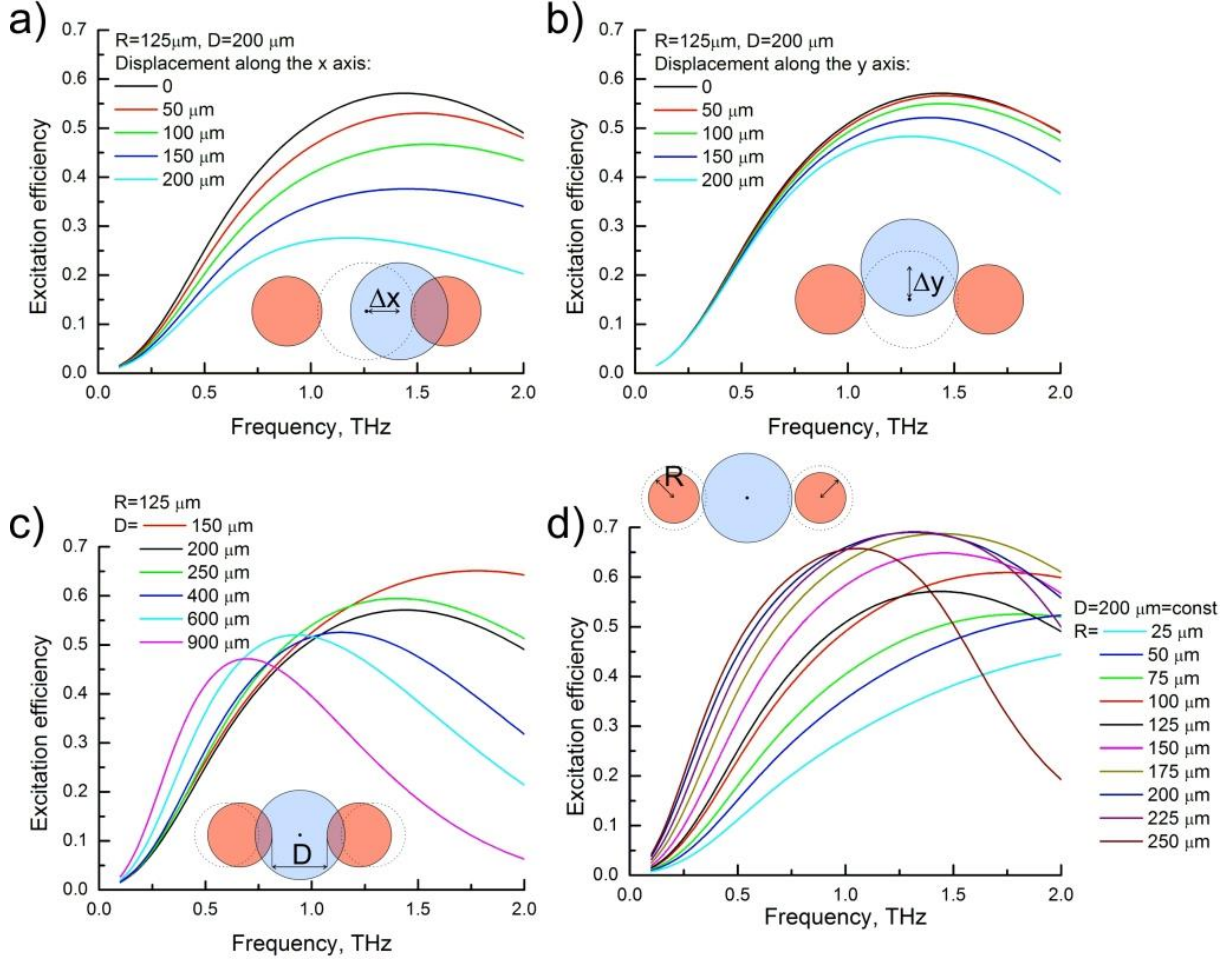 a)
R=125μm, D=200 μm
Displacement along the x axis:
0
50 μm
100 μm
150 μm
200 μm
Excitation efficiency
0.7
0.6
0.5
0.4
0.3
0.2
0.1
0.0
Δx
0.0 0.5 1.0 1.5 2.0
Frequency, THz
b)
R=125μm, D=200 μm
Displacement along the y axis:
0
50 μm
100 μm
150 μm
200 μm
Excitation efficiency
0.7
0.6
0.5
0.4
0.3
0.2
0.1
0.0
Δy
0.0 0.5 1.0 1.5 2.0
Frequency, THz
c)
R=125 μm
D= 150 μm
200 μm
250 μm
400 μm
600 μm
900 μm
Excitation efficiency
0.7
0.6
0.5
0.4
0.3
0.2
0.1
0.0
D
0.0 0.5 1.0 1.5 2.0
Frequency, THz
d)
R
Excitation efficiency
0.7
0.6
0.5
0.4
0.3
0.2
0.1
0.0
0.0 0.5 1.0 1.5 2.0
Frequency, THz
D=200 μm=const
R= 25 μm
50 μm
75 μm
100 μm
125 μm
150 μm
175 μm
200 μm
225 μm
250 μm